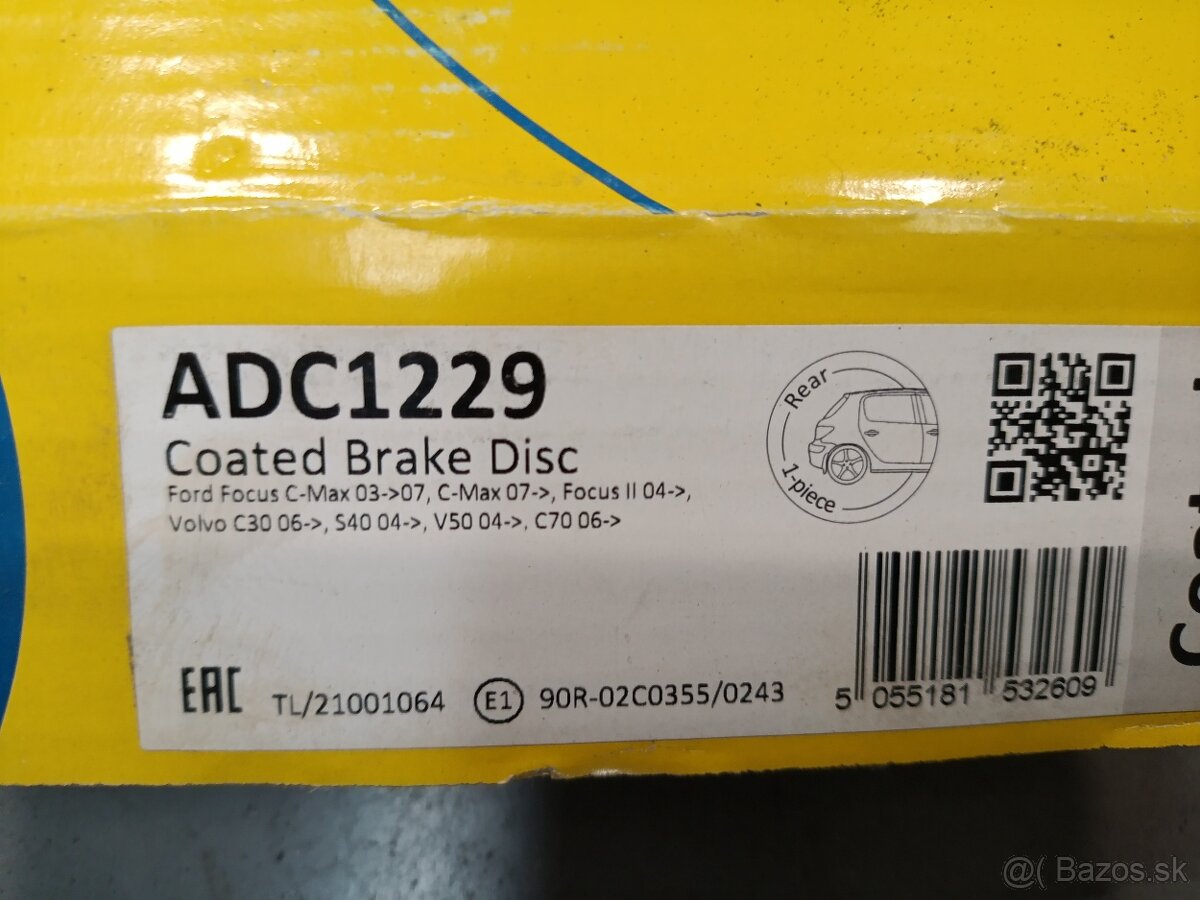 ADC1229
Coated Brake Disc
Ford Focus C-Max 03->07, C-Max 07->, Focus II 04->,
Volvo C30 06->, S40 04->, V50 04->, C70 06->
Rear
1-piece
EAC
TL/21001064
E1 90R-02C0355/0243
5 055181 532609
@( Bazos.sk